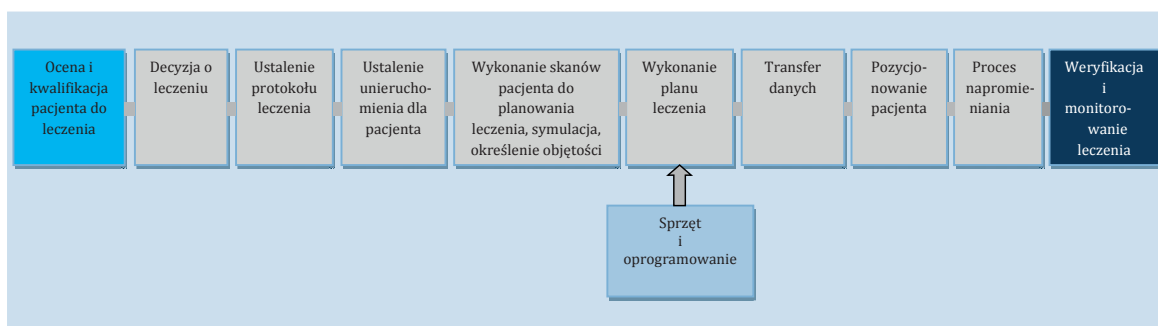 Ocena i
kwalifikacja
pacjenta do
leczenia
Decyzja o
leczeniu
Ustalenie
protokołu
leczenia
Ustalenie
unierucho-
mienia dla
pacjenta
Wykonanie skanów
pacjenta do
planowania
leczenia, symulacja,
określenie objętości
Wykonanie
planu
leczenia
Transfer
danych
Pozycjo-
nowanie
pacjenta
Proces
napromie-
niania
Weryfikacja
i
monitoro-
wanie
leczenia
Sprzęt
i
oprogramowanie